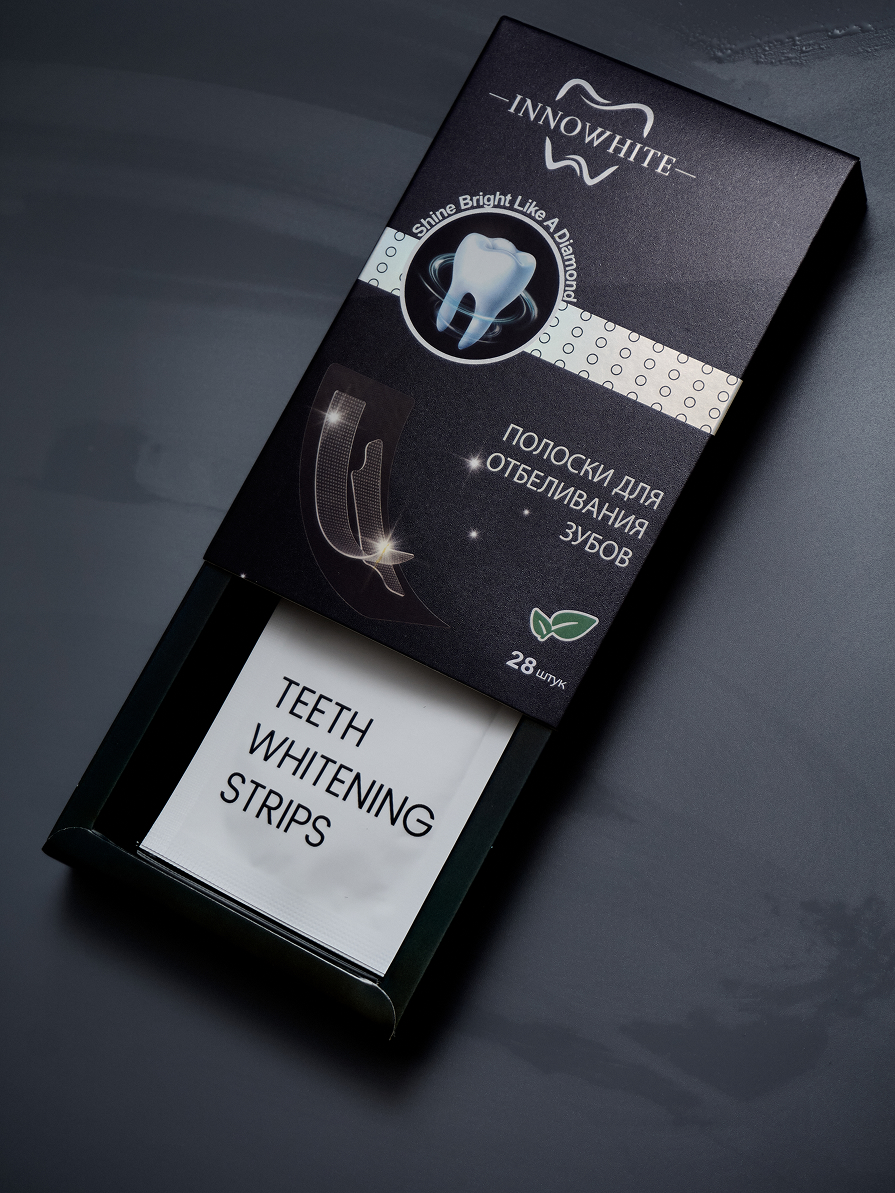 INNOWHITE
Shine Bright Like A Diamond
ПОЛОСКИ ДЛЯ
ОТБЕЛИВАНИЯ
ЗУБОВ
28 штук
TEETH
WHITENING
STRIPS